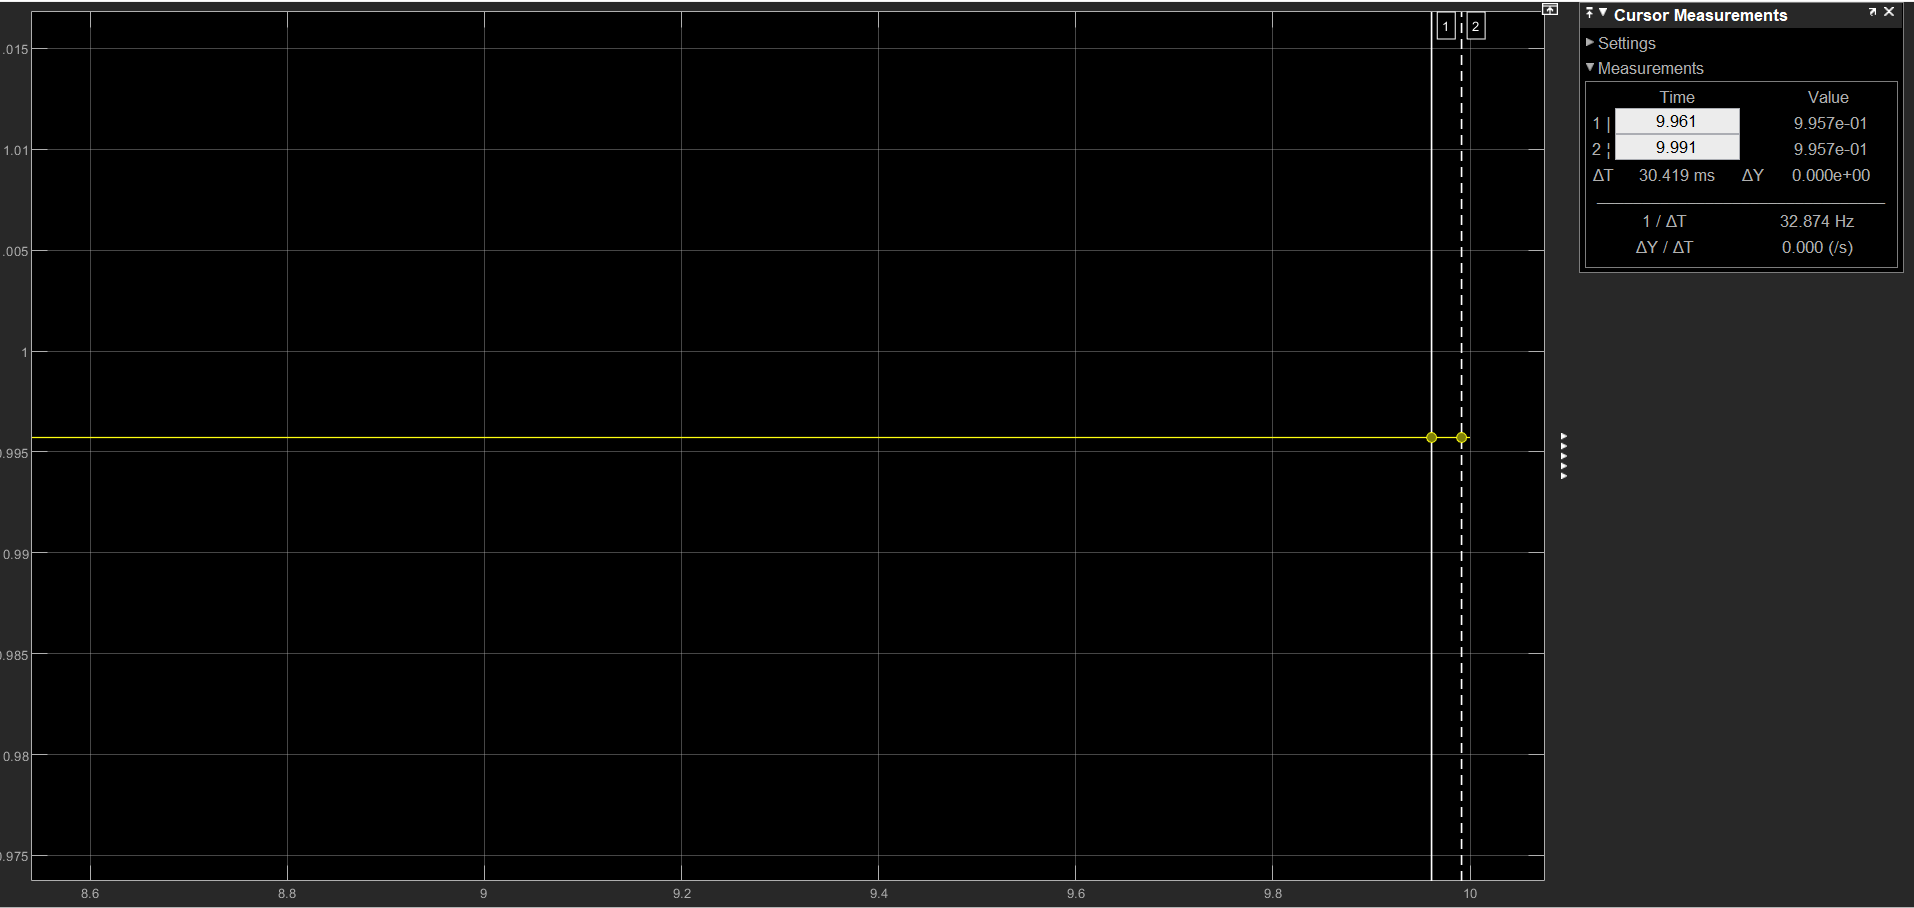 1 2
.015
1.01
.005
1
0.995
0.99
0.985
0.98
0.975
8.6 8.8 9 9.2 9.4 9.6 9.8 10
Cursor Measurements
Settings
Measurements
Time Value
1 | 9.961 9.957e-01
2 ¦ 9.991 9.957e-01
ΔT 30.419 ms ΔY 0.000e+00
1 / ΔT 32.874 Hz
ΔY / ΔT 0.000 (/s)